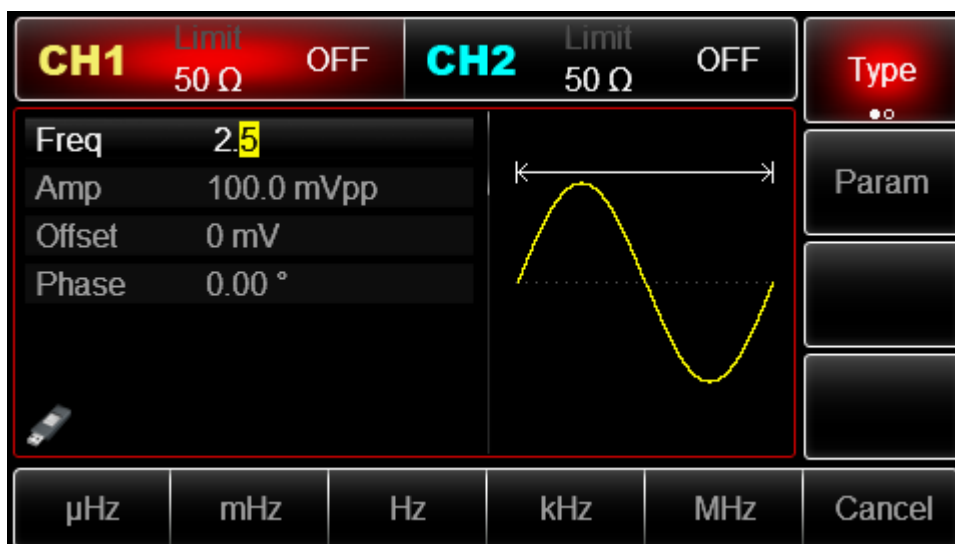 CH1 Limit 50 Ω OFF
CH2 Limit 50 Ω OFF
Type
Freq 2.5
Amp 100.0 mVpp
Offset 0 mV
Phase 0.00 °
Param
µHz mHz Hz kHz MHz Cancel